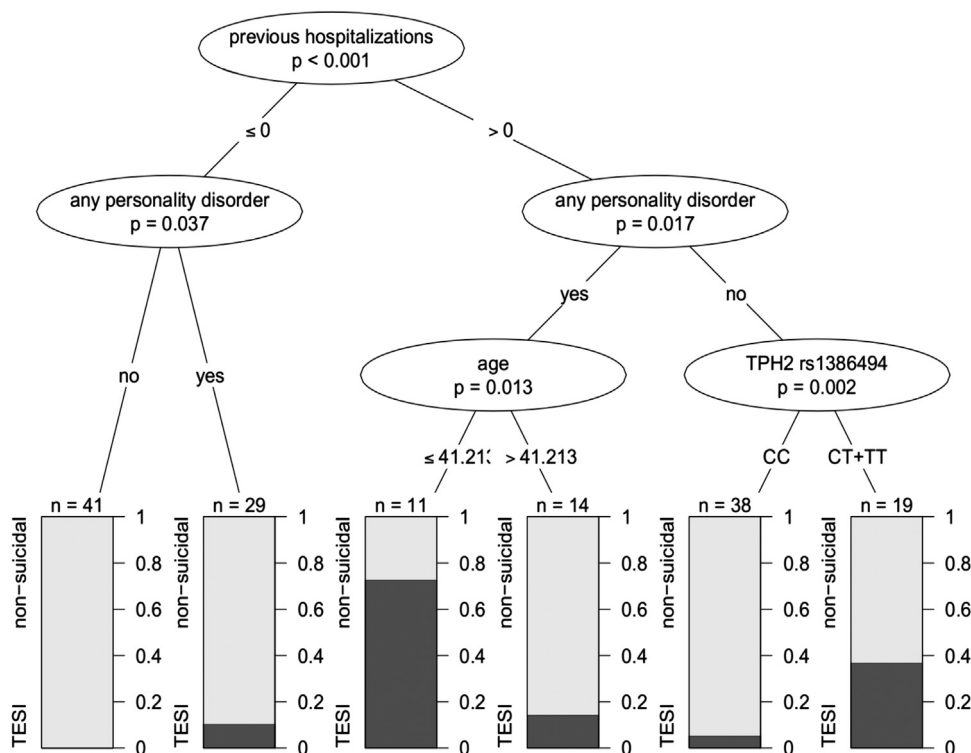 previous hospitalizations
p < 0.001
≤ 0
> 0
any personality disorder
p = 0.037
any personality disorder
p = 0.017
yes
no
no
yes
age
p = 0.013
TPH2 rs1386494
p = 0.002
≤ 41.213
> 41.213
CC
CT+TT
n = 41
n = 29
n = 11
n = 14
n = 38
n = 19
non−suicidal
TESI
1
0.8
0.6
0.4
0.2
0
non−suicidal
TESI
1
0.8
0.6
0.4
0.2
0
non−suicidal
TESI
1
0.8
0.6
0.4
0.2
0
non−suicidal
TESI
1
0.8
0.6
0.4
0.2
0
non−suicidal
TESI
1
0.8
0.6
0.4
0.2
0
non−suicidal
TESI
1
0.8
0.6
0.4
0.2
0